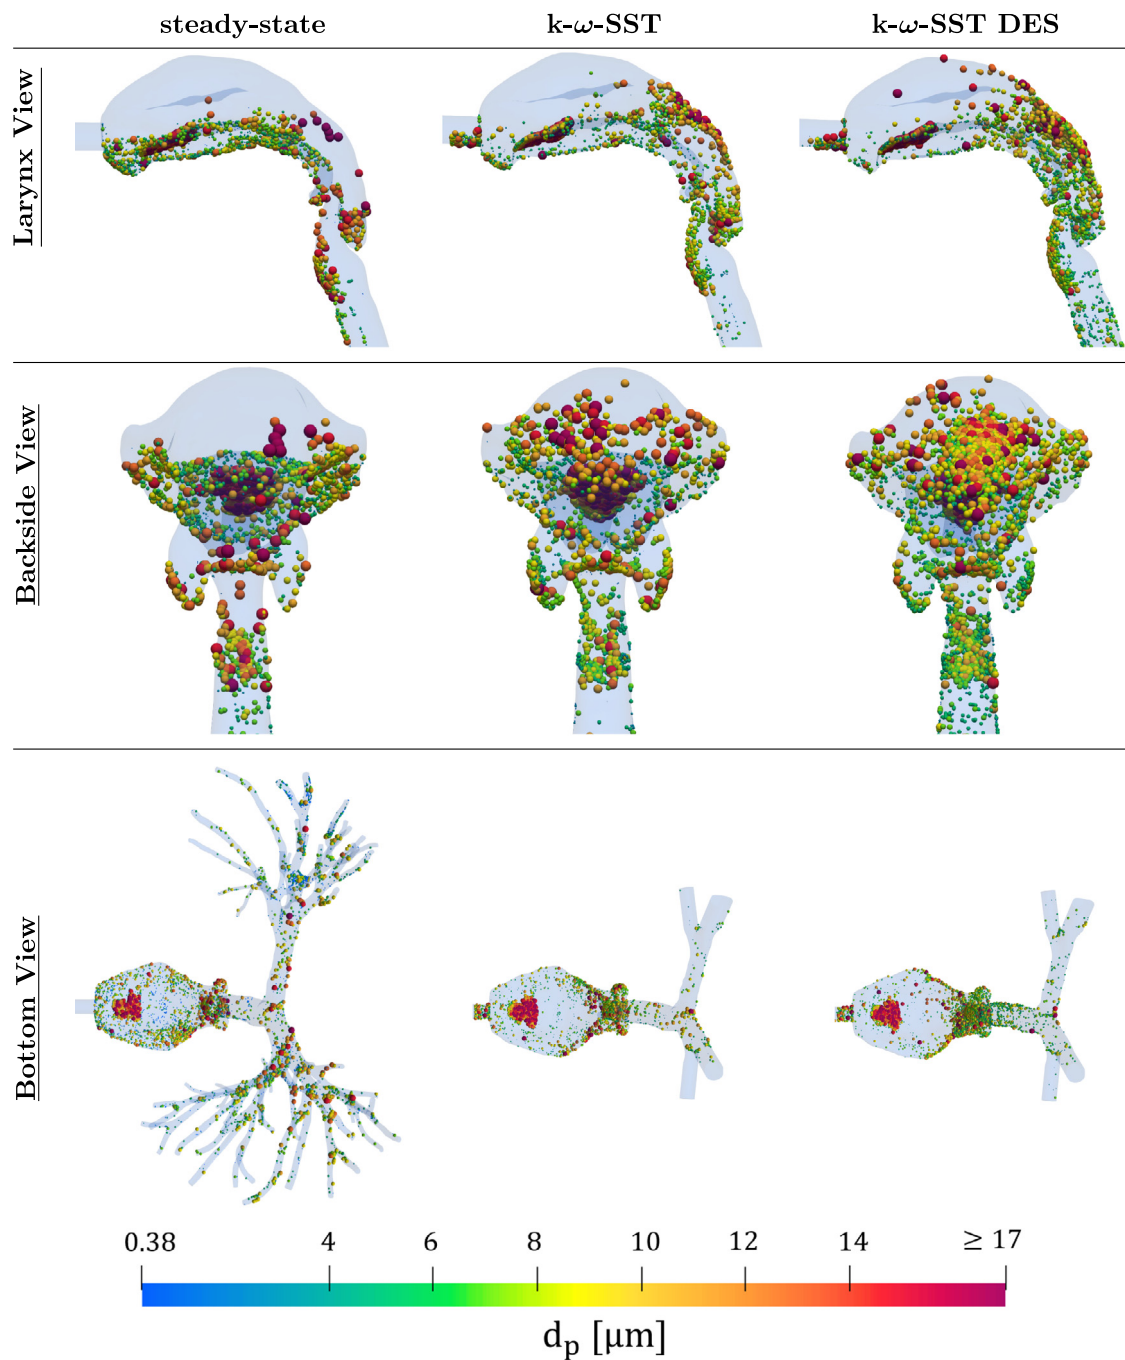 steady-state k-ω-SST k-ω-SST DES
Larynx View
Backside View
Bottom View
0.38 4 6 8 10 12 14 ≥ 17
dₚ [μm]